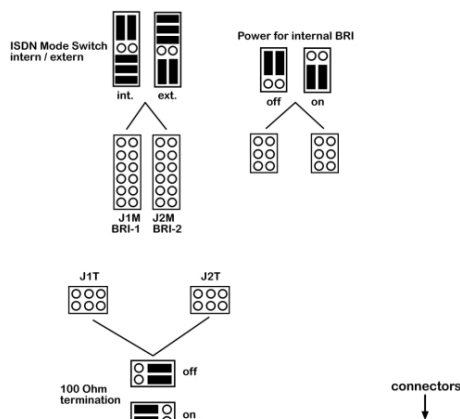 ISDN Mode Switch
intern / extern
int.
ext.
Power for internal BRI
off
on
J1M
BRI-1
J2M
BRI-2
J1T
J2T
off
100 Ohm
termination
on
connectors